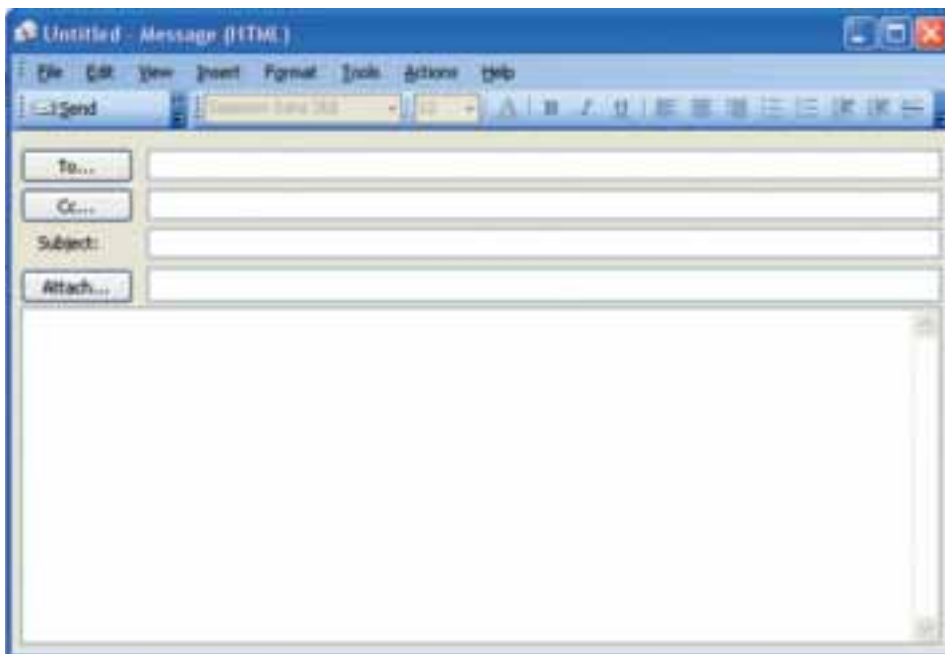 Untitled - Message (HTML)
File Edit View Insert Format Tools Actions Help
Send A B I U
To...
Cc...
Subject:
Attach...